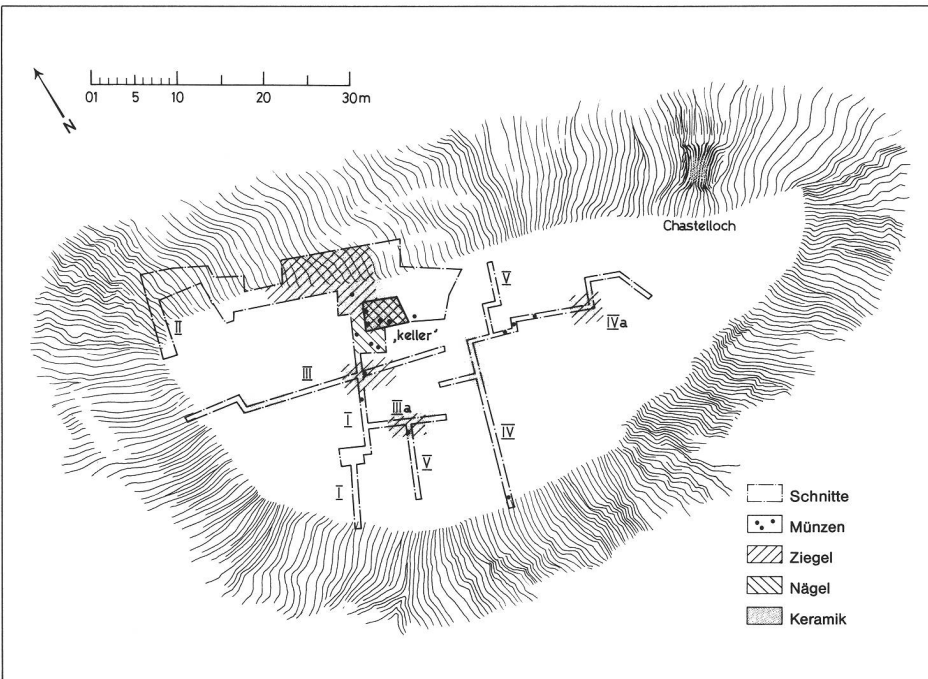 01 5 10 20 30m
N
Chastelloch
V
II
IVa
„keller“
III
IIIa
I
IV
V
I
Schnitte
Münzen
Ziegel
Nägel
Keramik